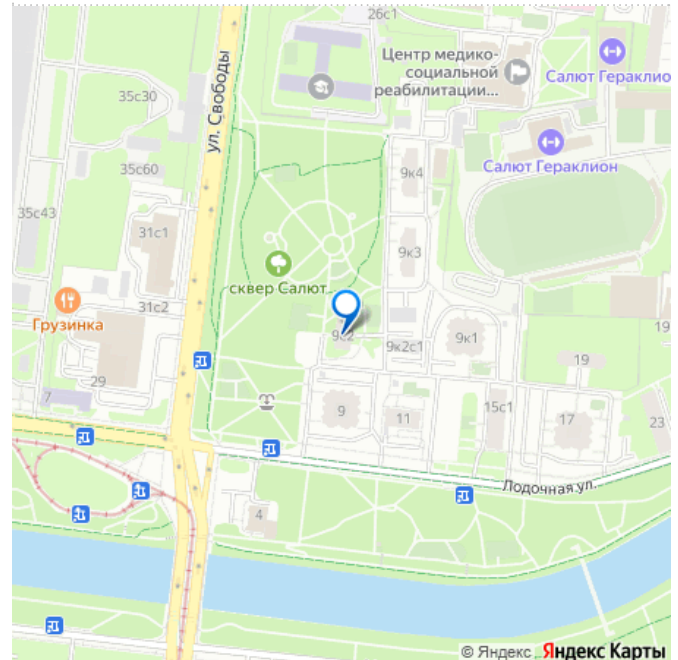 26с1
Центр медико-
социальной
реабилитации...
Салют Гераклио
35с30
ул. Свободы
Салют Гераклион
35с60
9к4
35с43
31с1
9к3
сквер Салют
31с2
Грузинка
9с2
9к2с1
9к1
19
19
29
7
9
11
15с1
17
23
Лодочная ул.
4
© Яндекс Яндекс Карты